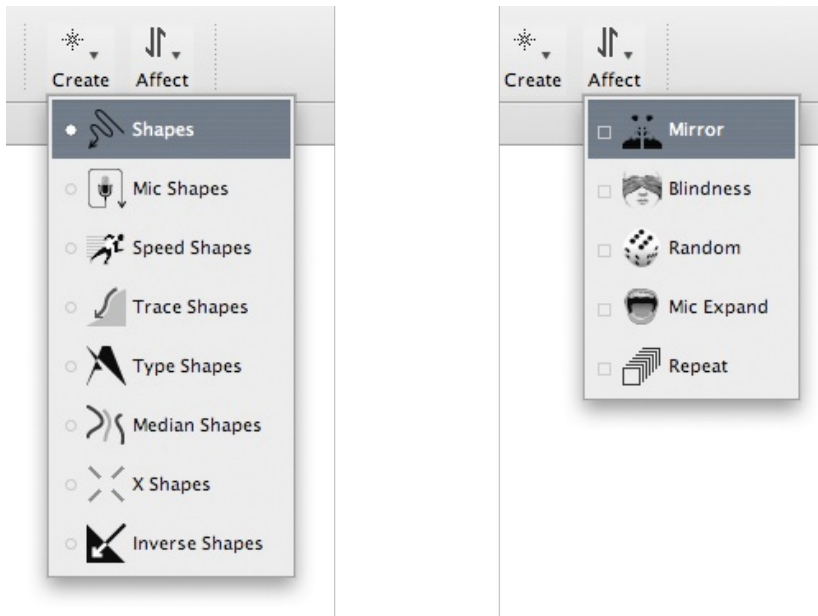 Create Affect
Shapes
Mic Shapes
Speed Shapes
Trace Shapes
Type Shapes
Median Shapes
X Shapes
Inverse Shapes
Create Affect
Mirror
Blindness
Random
Mic Expand
Repeat